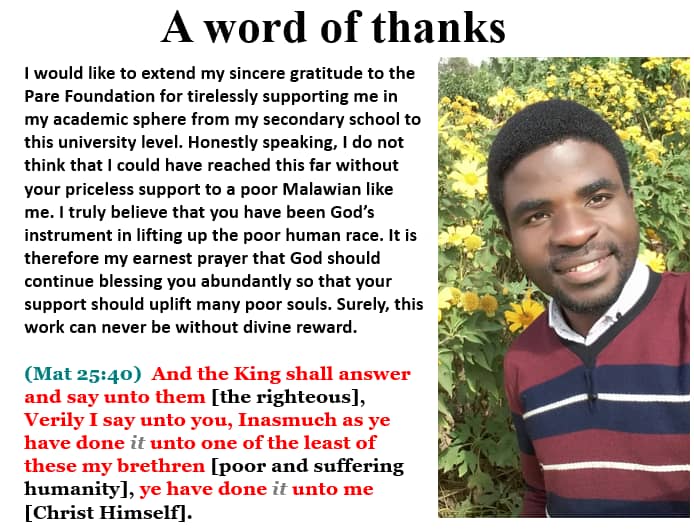 A word of thanks
I would like to extend my sincere gratitude to the
Pare Foundation for tirelessly supporting me in
my academic sphere from my secondary school to
this university level. Honestly speaking, I do not
think that I could have reached this far without
your priceless support to a poor Malawian like
me. I truly believe that you have been God’s
instrument in lifting up the poor human race. It is
therefore my earnest prayer that God should
continue blessing you abundantly so that your
support should uplift many poor souls. Surely, this
work can never be without divine reward.
(Mat 25:40) And the King shall answer
and say unto them [the righteous],
Verily I say unto you, Inasmuch as ye
have done it unto one of the least of
these my brethren [poor and suffering
humanity], ye have done it unto me
[Christ Himself].